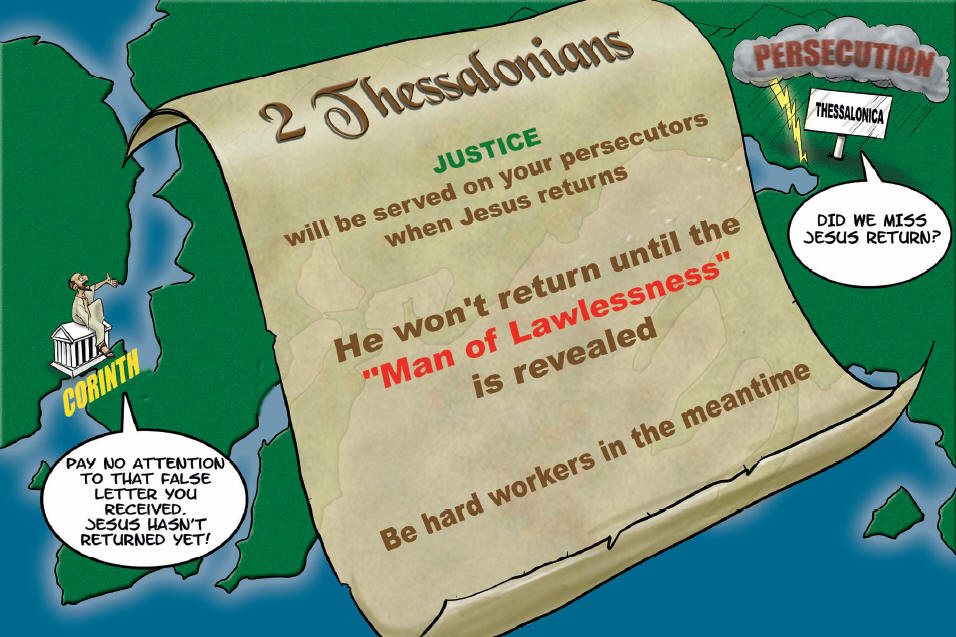 2 Thessalonians
JUSTICE
will be served on your persecutors
when Jesus returns
He won't return until the
"Man of Lawlessness"
is revealed
Be hard workers in the meantime
PERSECUTION
THESSALONICA
DID WE MISS
JESUS RETURN?
CORINTH
PAY NO ATTENTION
TO THAT FALSE
LETTER YOU
RECEIVED.
JESUS HASN'T
RETURNED YET!